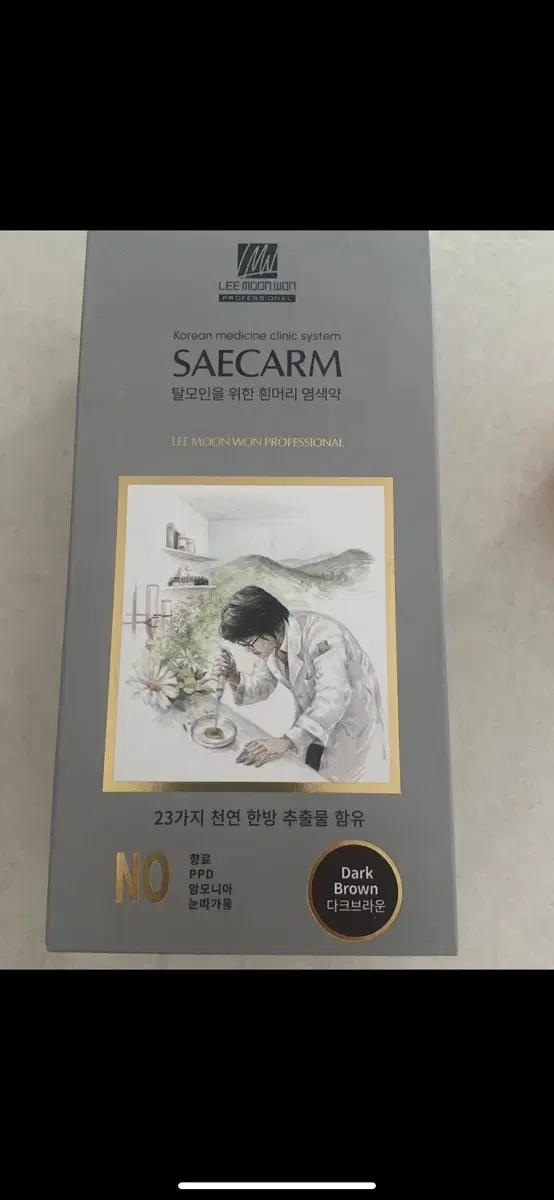 LEE MOON WON
PROFESSIONAL
Korean medicine clinic system
SAECARM
탈모인을 위한 흰머리 염색약
LEE MOON WON PROFESSIONAL
23가지 천연 한방 추출물 함유
NO
향료
PPD
암모니아
눈따가움
Dark
Brown
다크브라운